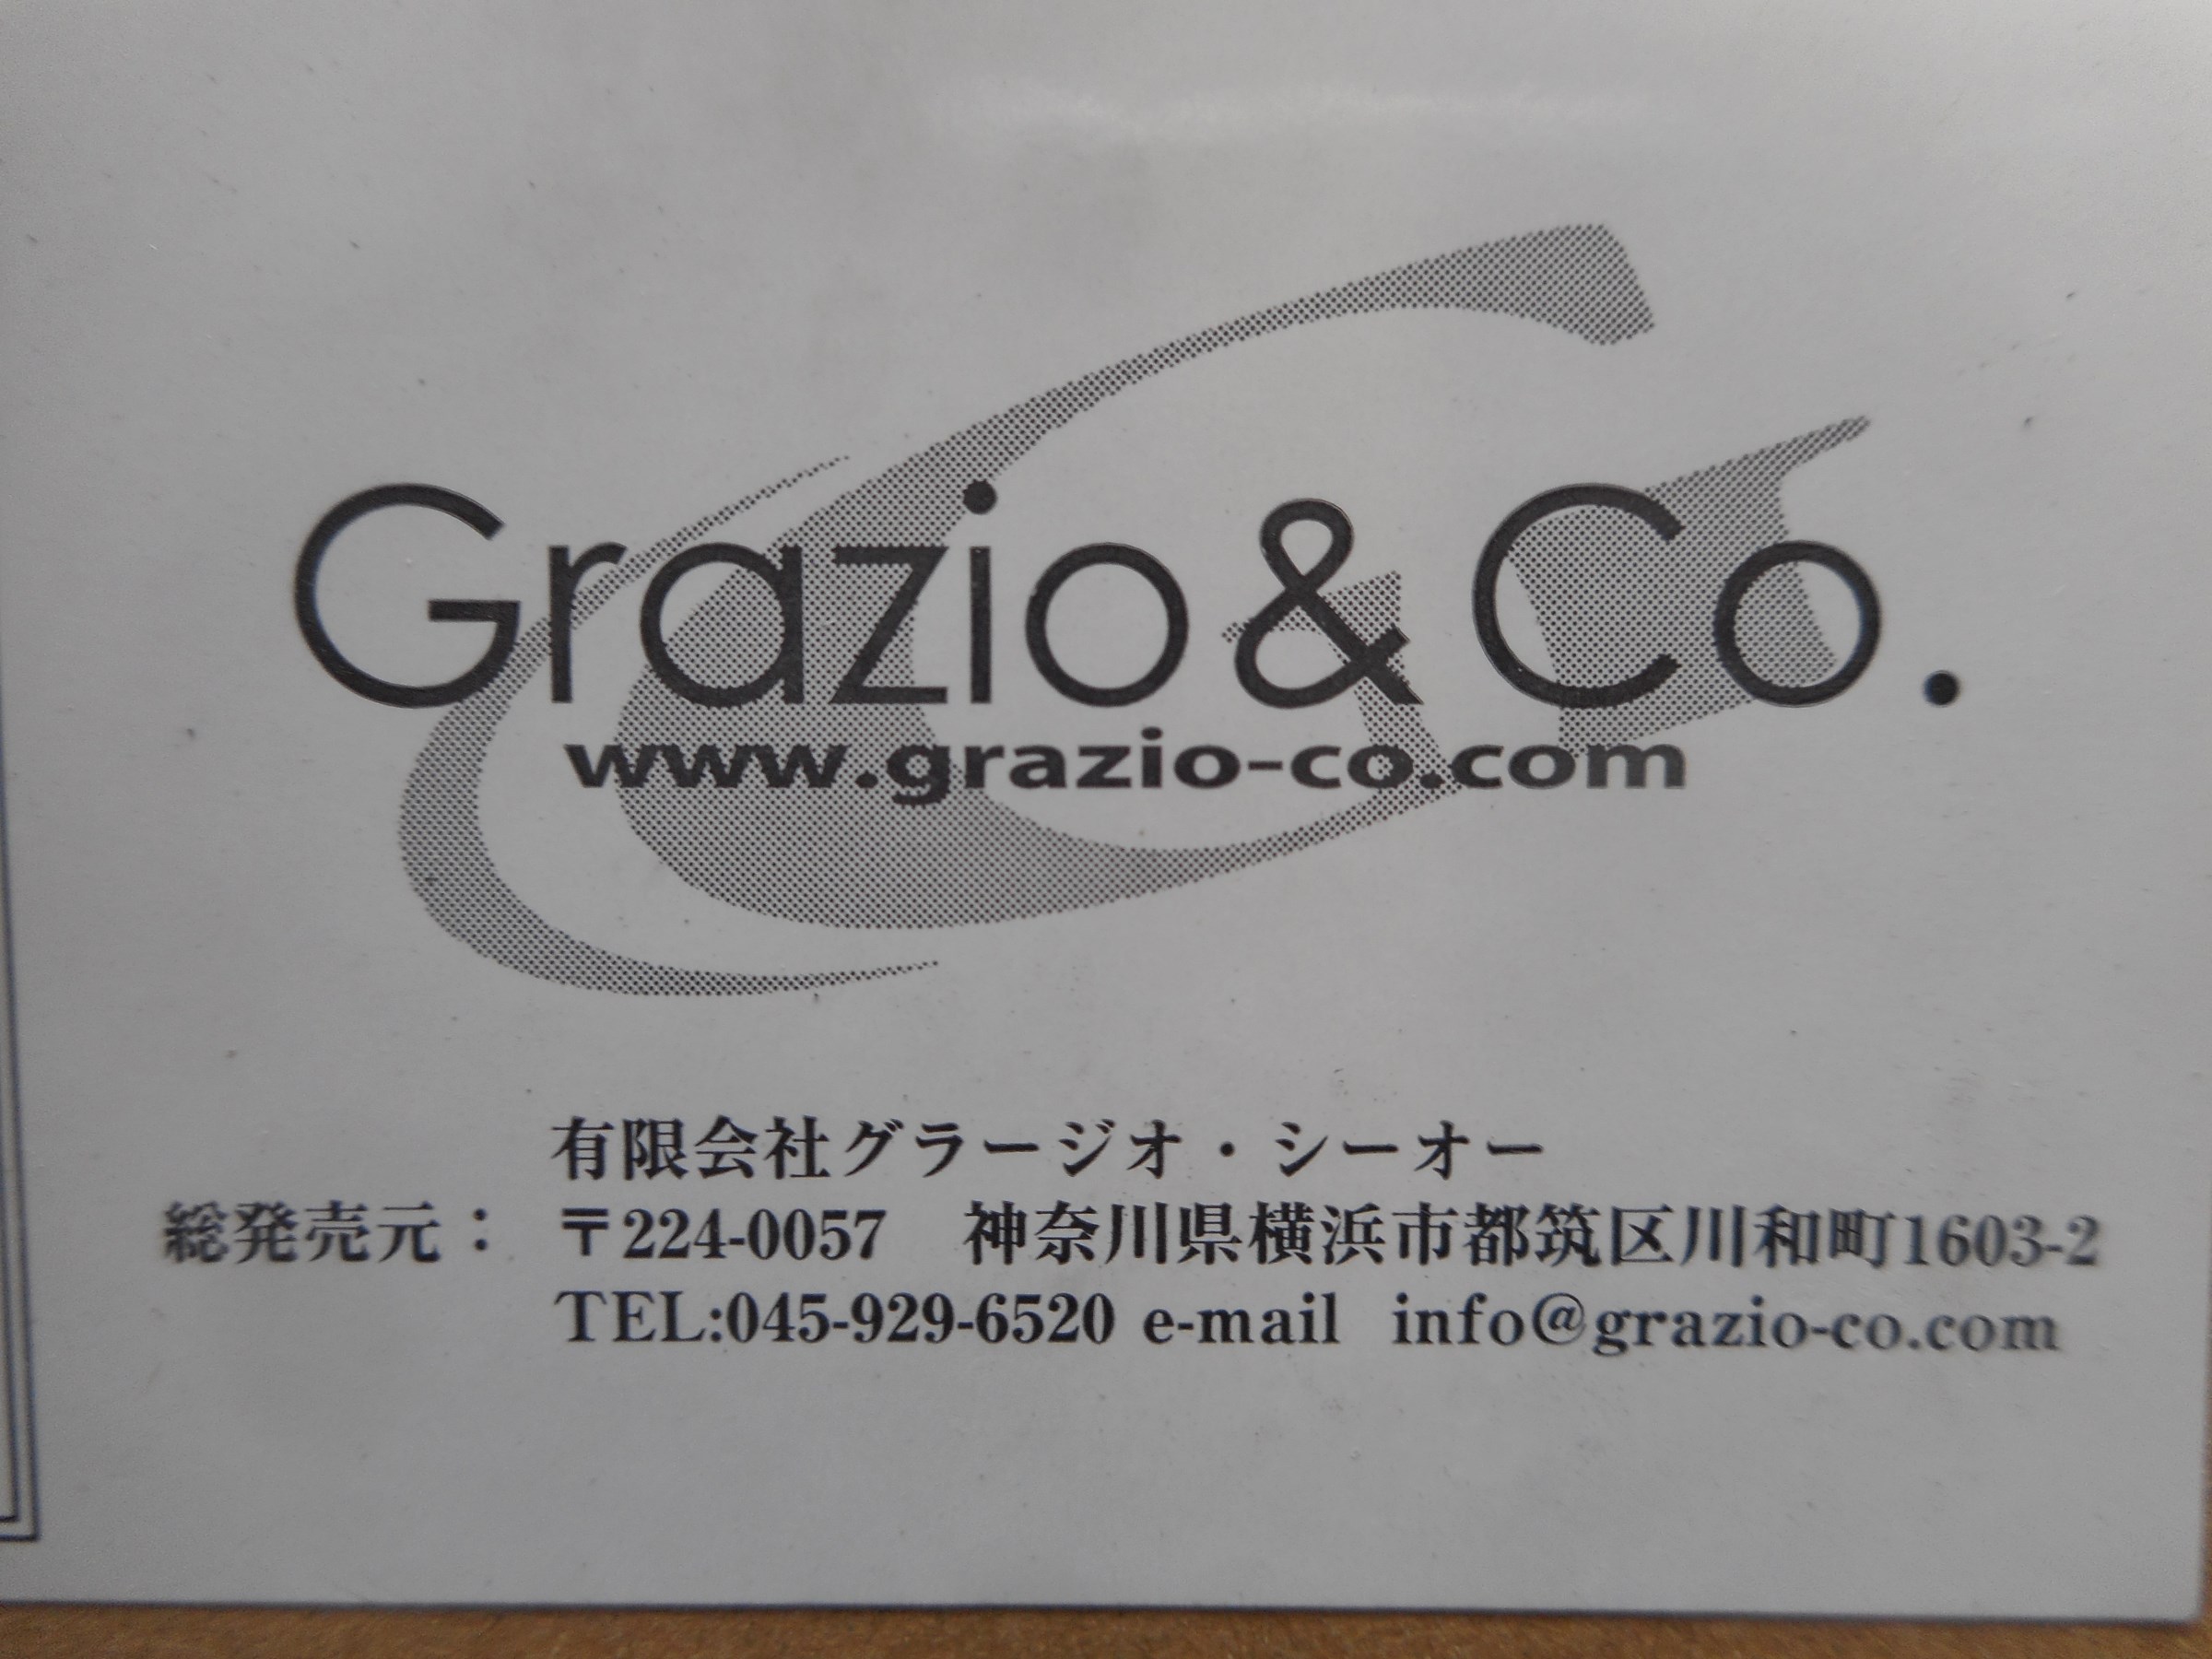 Grazio & Co.
www.grazio-co.com
有限会社グラージオ・シーオー
総発売元： 〒224-0057 神奈川県横浜市都筑区川和町1603-2
TEL:045-929-6520 e-mail info@grazio-co.com